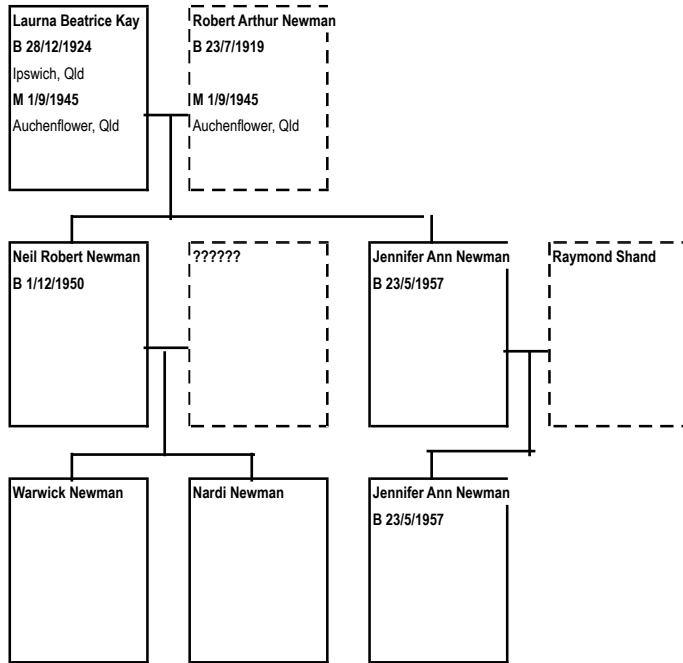 Laurna Beatrice Kay
B 28/12/1924
Ipswich, Qld
M 1/9/1945
Auchenflower, Qld
Robert Arthur Newman
B 23/7/1919
M 1/9/1945
Auchenflower, Qld
Neil Robert Newman
B 1/12/1950
??????
Jennifer Ann Newman
B 23/5/1957
Raymond Shand
Warwick Newman
Nardi Newman
Jennifer Ann Newman
B 23/5/1957